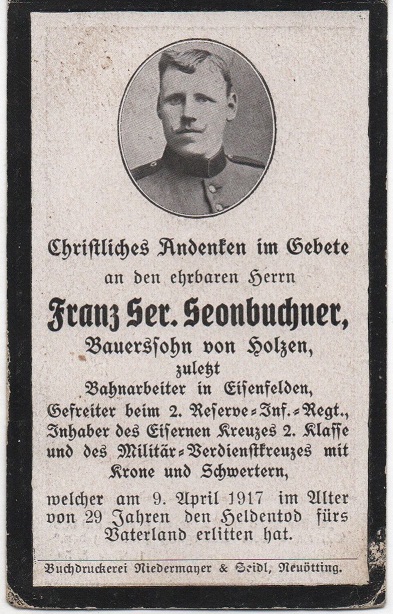 Christliches Andenken im Gebete
an den ehrbaren Herrn
Franz Ser. Seonbuchner,
Bauerssohn von Holzen,
zuletzt
Bahnarbeiter in Eisenfelden,
Gefreiter beim 2. Reserve-Inf.-Regt.,
Inhaber des Eisernen Kreuzes 2. Klasse
und des Militär-Verdienstkreuzes mit
Krone und Schwertern,
welcher am 9. April 1917 im Alter
von 29 Jahren den Heldentod fürs
Vaterland erlitten hat.
Buchdruckerei Niedermayer & Seidl, Neuötting.